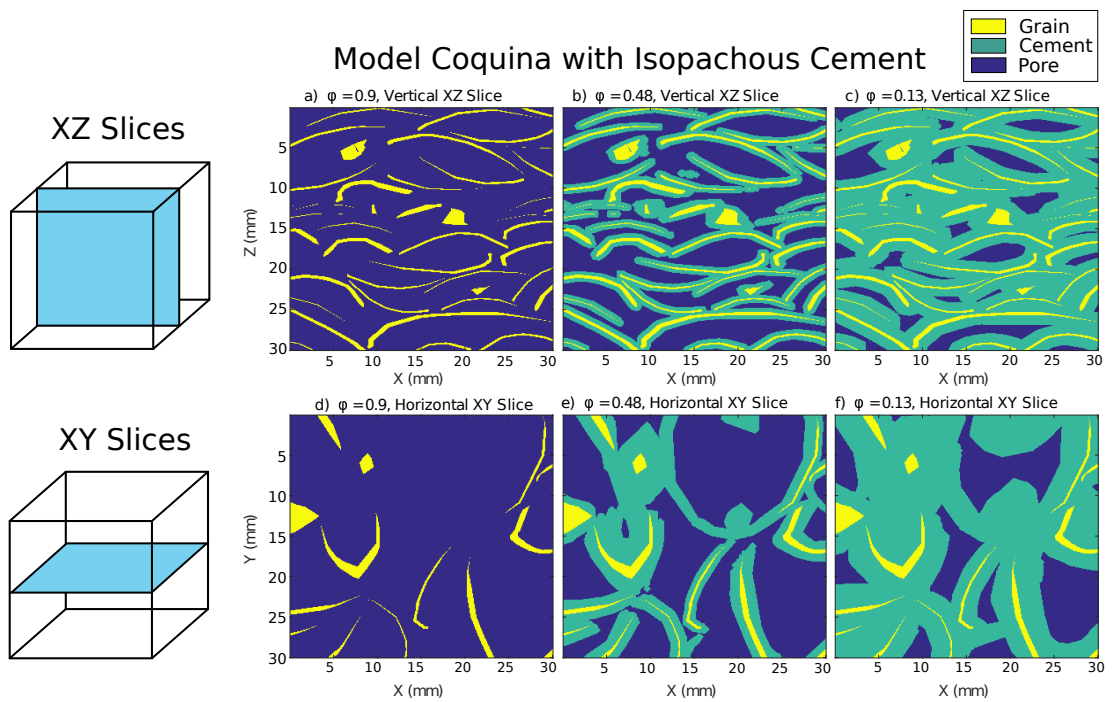 Grain
Cement
Pore
Model Coquina with Isopachous Cement
XZ Slices
a) φ =0.9, Vertical XZ Slice
b) φ =0.48, Vertical XZ Slice
c) φ =0.13, Vertical XZ Slice
Z (mm)
5
10
15
20
25
30
5 10 15 20 25 30
5 10 15 20 25 30
5 10 15 20 25 30
X (mm)
X (mm)
X (mm)
XY Slices
d) φ =0.9, Horizontal XY Slice
e) φ =0.48, Horizontal XY Slice
f) φ =0.13, Horizontal XY Slice
Y (mm)
5
10
15
20
25
30
5 10 15 20 25 30
5 10 15 20 25 30
5 10 15 20 25 30
X (mm)
X (mm)
X (mm)